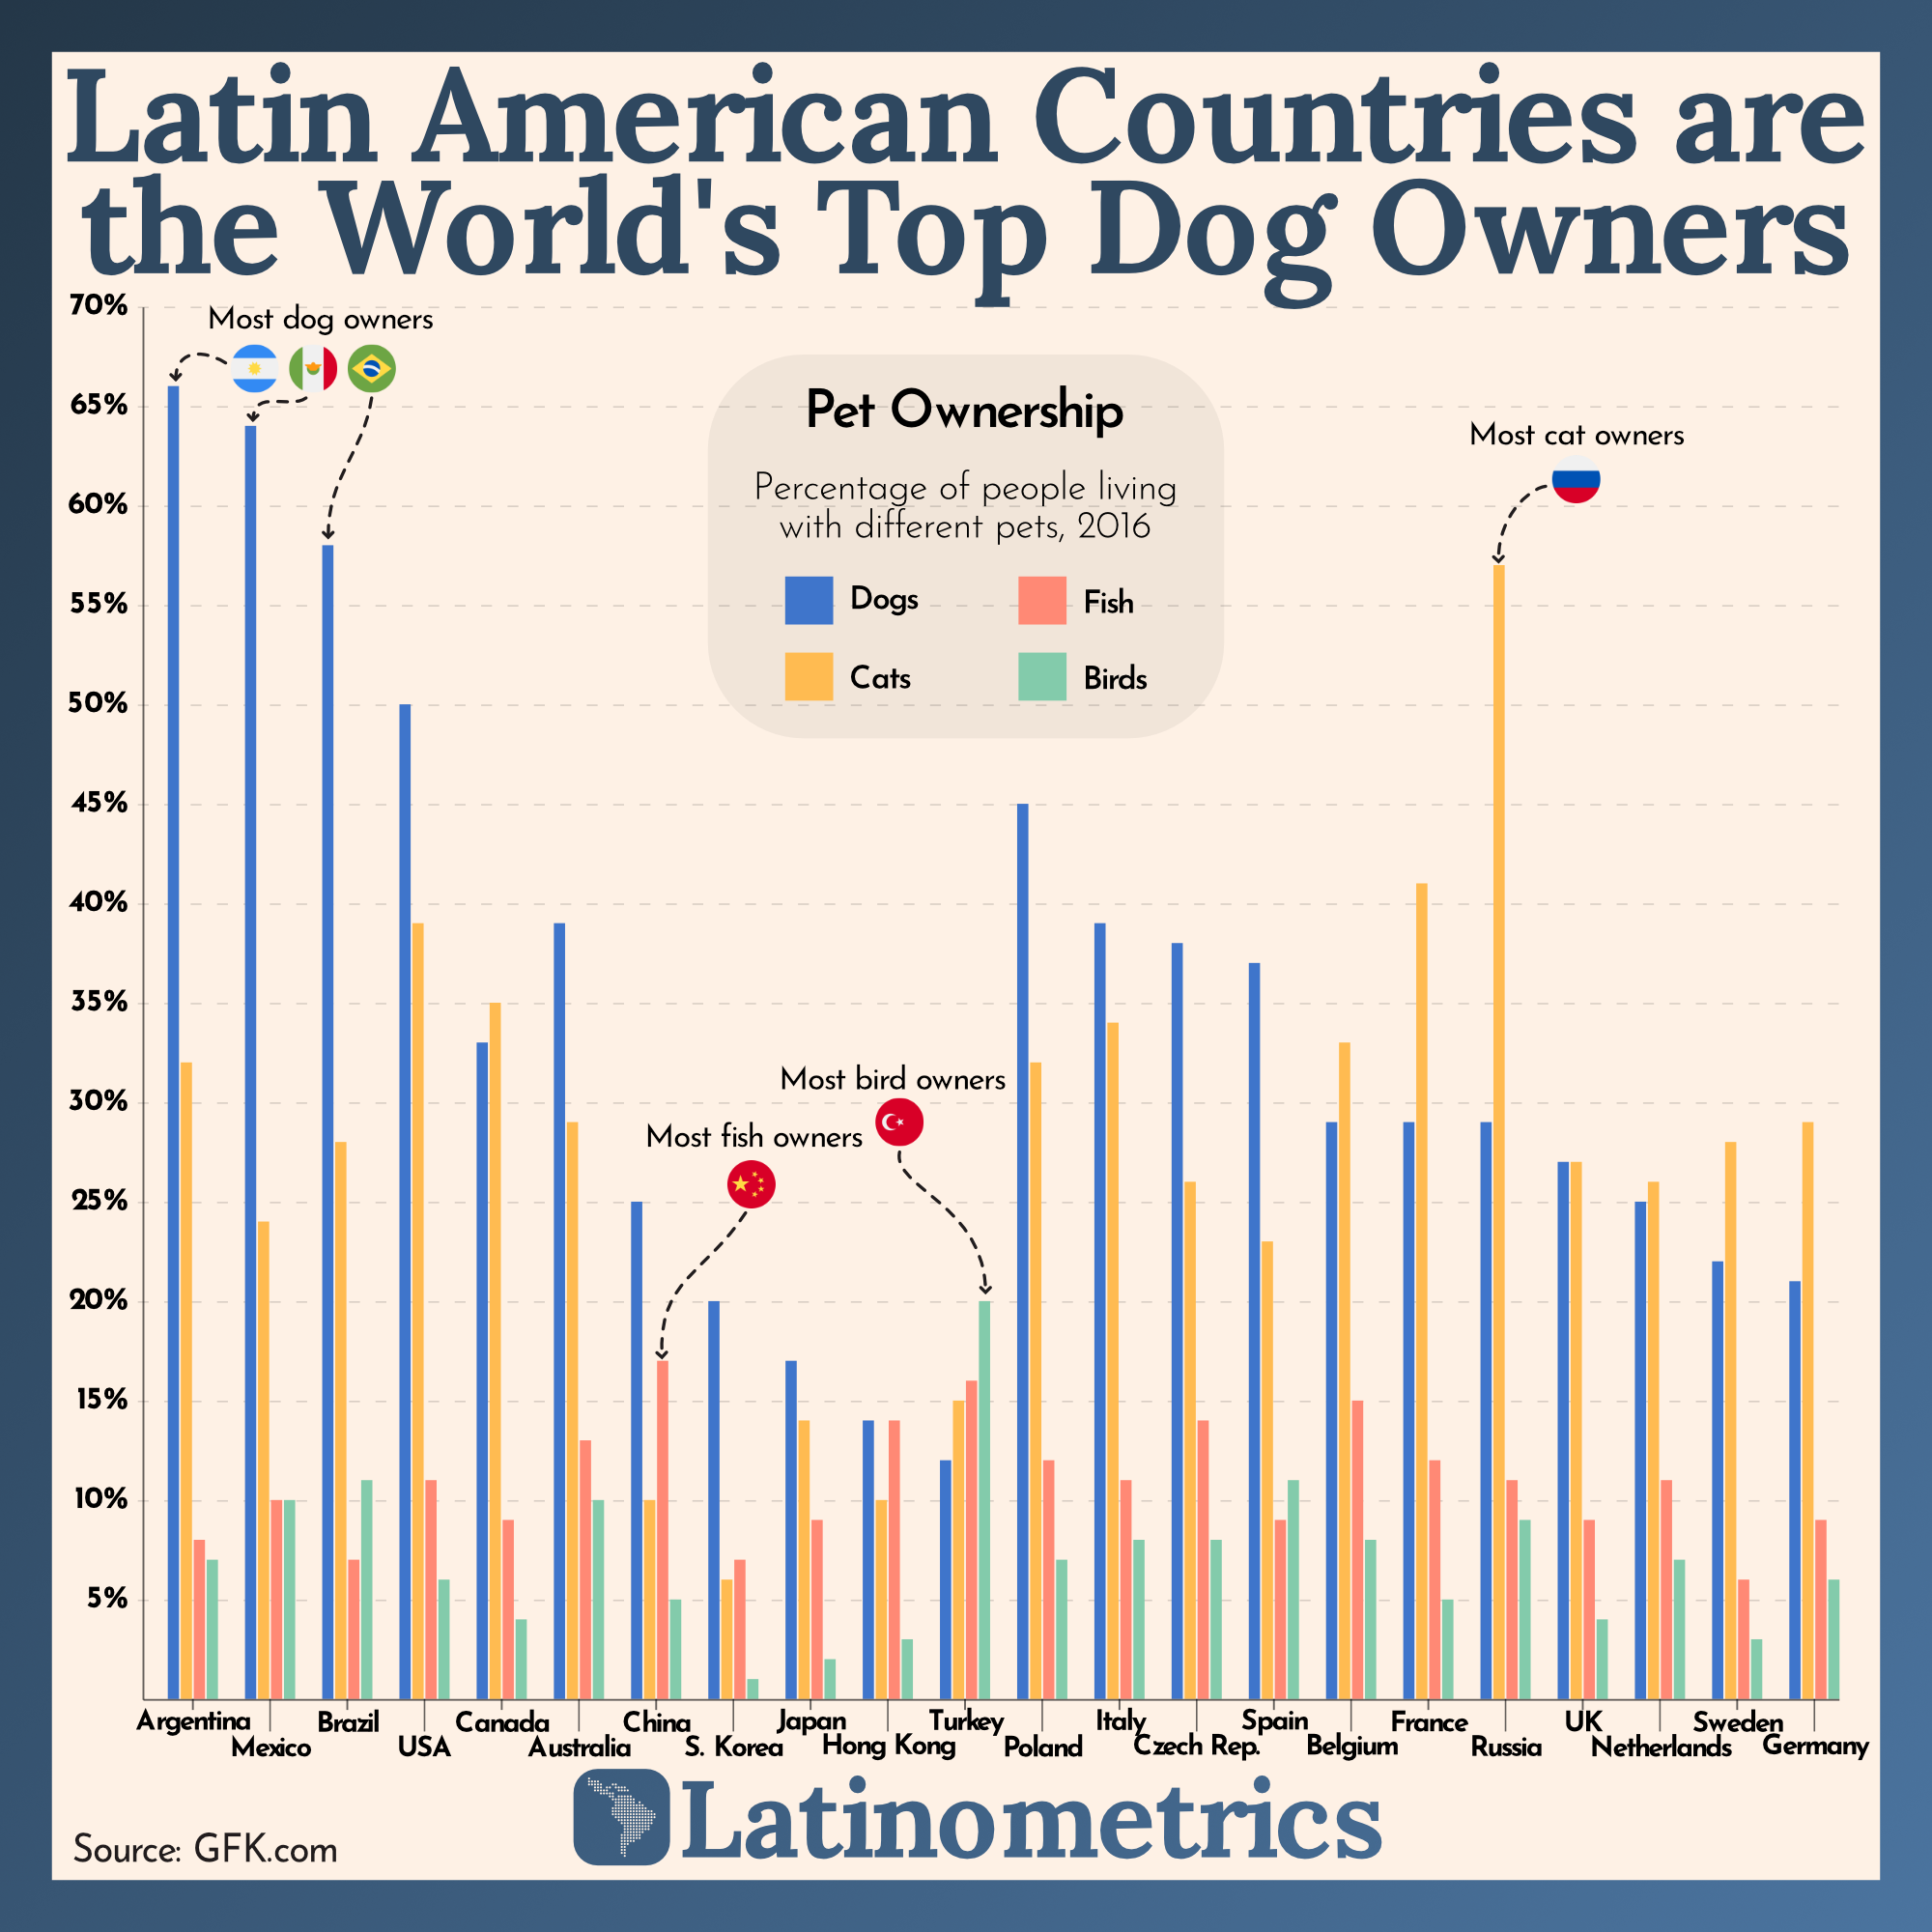 Latin American Countries are
the World's Top Dog Owners
70%
65%
60%
55%
50%
45%
40%
35%
30%
25%
20%
15%
10%
5%
Most dog owners
Pet Ownership
Percentage of people living
with different pets, 2016
Dogs
Fish
Cats
Birds
Most cat owners
Most bird owners
Most fish owners
Argentina
Mexico
Brazil
USA
Canada
Australia
China
S. Korea
Japan
Hong Kong
Turkey
Poland
Italy
Czech Rep.
Spain
Belgium
France
Russia
UK
Netherlands
Sweden
Germany
Source: GFK.com
Latinometrics